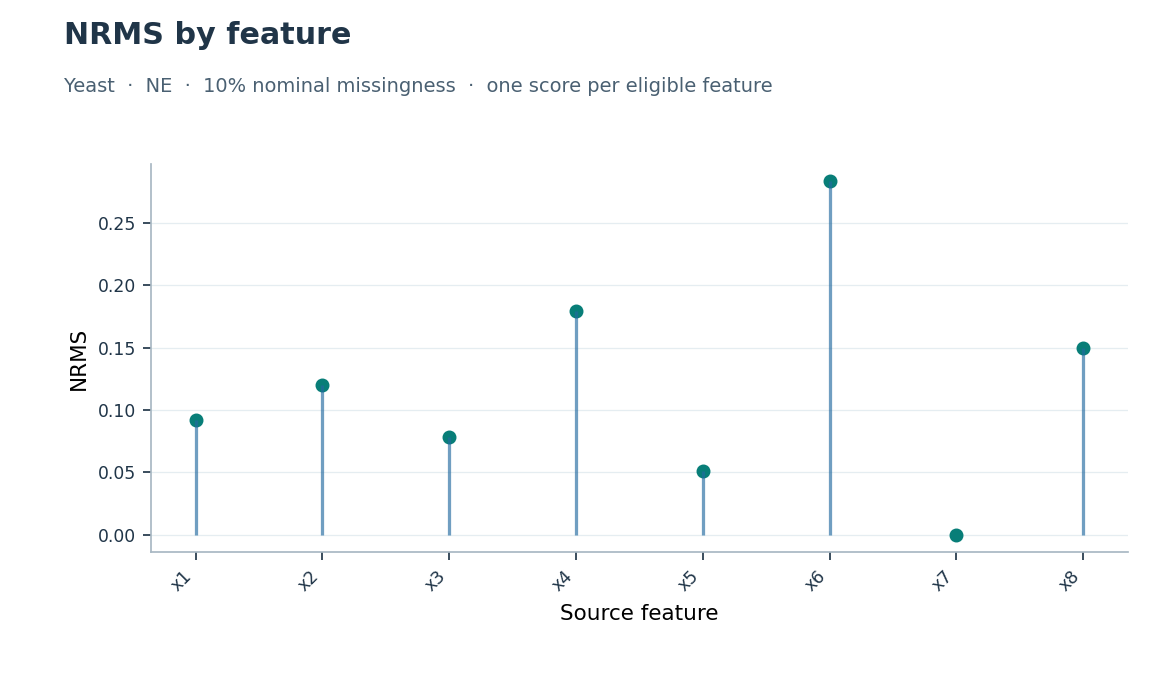 NRMS by feature
Yeast · NE · 10% nominal missingness · one score per eligible feature
NRMS
0.25
0.20
0.15
0.10
0.05
0.00
x1 x2 x3 x4 x5 x6 x7 x8
Source feature